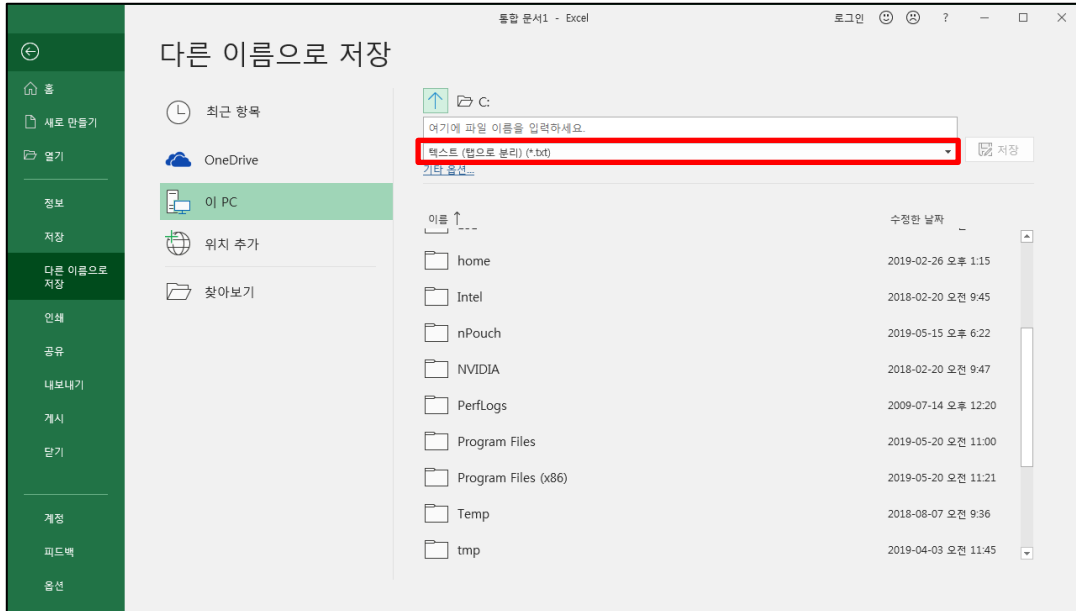 통합 문서1 - Excel
로그인
?
다른 이름으로 저장
홈
새로 만들기
열기
정보
저장
다른 이름으로
저장
인쇄
공유
내보내기
게시
닫기
계정
피드백
옵션
최근 항목
OneDrive
이 PC
위치 추가
찾아보기
C:
여기에 파일 이름을 입력하세요.
텍스트 (탭으로 분리) (*.txt)
저장
기타 옵션...
이름 수정한 날짜
home 2019-02-26 오후 1:15
Intel 2018-02-20 오전 9:45
nPouch 2019-05-15 오후 6:22
NVIDIA 2018-02-20 오전 9:47
PerfLogs 2009-07-14 오후 12:20
Program Files 2019-05-20 오전 11:00
Program Files (x86) 2019-05-20 오전 11:21
Temp 2018-08-07 오전 9:36
tmp 2019-04-03 오전 11:45